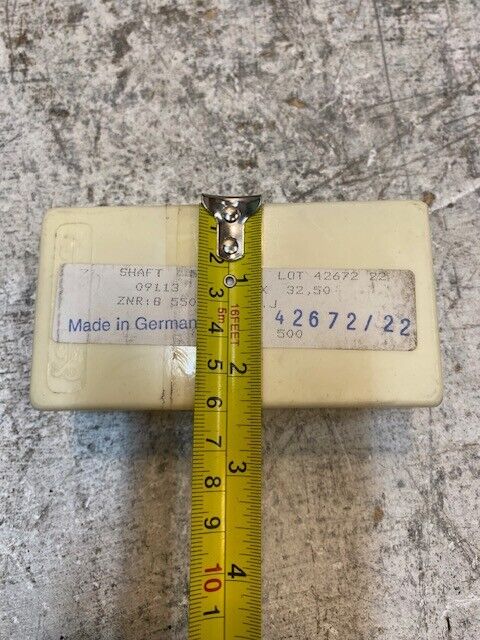 SHAFT LOT 42672 22
09113 X 32,50
ZNR:B 550 .J
Made in German 42672/22
500
1
2 1
3 16FEET
5m
4
5 2
6
7 3
8
9
10 4
1